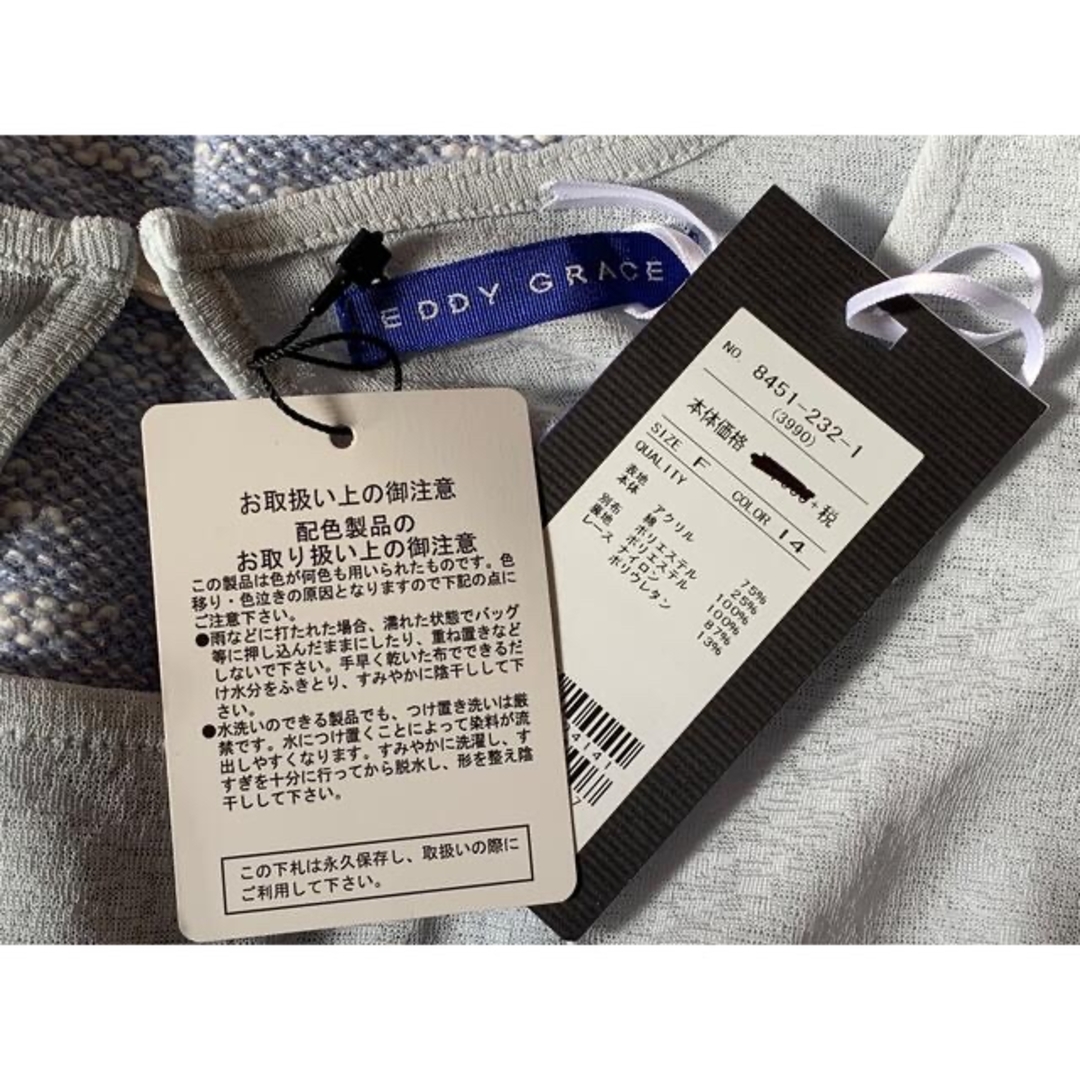 EDDY GRACE
お取扱い上の御注意
配色製品の
お取り扱い上の御注意
この製品は色が何色も用いられたものです。色
移り・色泣きの原因となりますので下記の点に
ご注意下さい。
●雨などに打たれた場合、濡れた状態でバッグ
等に押し込んだままにしたり、重ね置きなど
しないで下さい。手早く乾いた布でできるだ
け水分をふきとり、すみやかに陰干しして下
さい。
●水洗いのできる製品でも、つけ置き洗いは厳
禁です。水につけ置くことによって染料が流
出しやすくなります。すみやかに洗濯し、す
すぎを十分に行ってから脱水し、形を整え陰
干しして下さい。
この下札は永久保存し、取扱いの際に
ご利用して下さい。
NO. 8451-232-1
(3990)
本体価格 +税
SIZE F COLOR 14
QUALITY
表地 アクリル 75%
本体 綿 25%
別布 ポリエステル 100%
裏地 ポリエステル 100%
レース ナイロン 87%
ポリウレタン 13%
4141
7